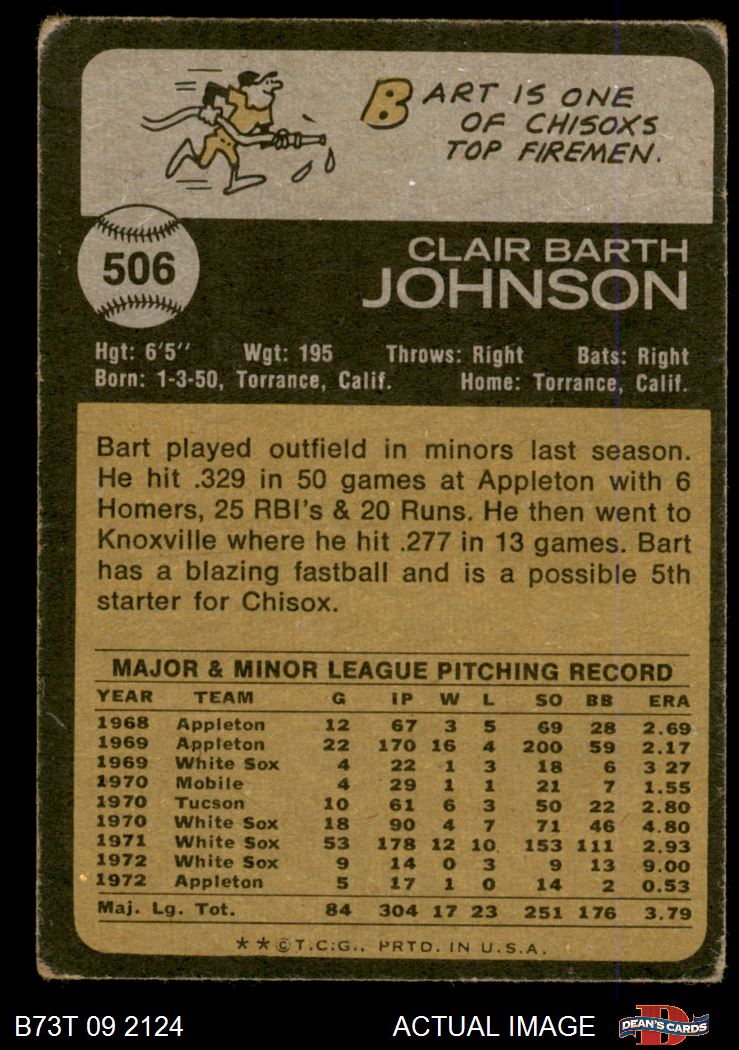 BART IS ONE
OF CHISOXS
TOP FIREMEN.
506
CLAIR BARTH
JOHNSON
Hgt: 6'5" Wgt: 195 Throws: Right Bats: Right
Born: 1-3-50, Torrance, Calif. Home: Torrance, Calif.
Bart played outfield in minors last season.
He hit .329 in 50 games at Appleton with 6
Homers, 25 RBI's & 20 Runs. He then went to
Knoxville where he hit .277 in 13 games. Bart
has a blazing fastball and is a possible 5th
starter for Chisox.
MAJOR & MINOR LEAGUE PITCHING RECORD
YEAR TEAM G IP W L SO BB ERA
1968 Appleton 12 67 3 5 69 28 2.69
1969 Appleton 22 170 16 4 200 59 2.17
1969 White Sox 4 22 1 3 18 6 3 27
1970 Mobile 4 29 1 1 21 7 1.55
1970 Tucson 10 61 6 3 50 22 2.80
1970 White Sox 18 90 4 7 71 46 4.80
1971 White Sox 53 178 12 10 153 111 2.93
1972 White Sox 9 14 0 3 9 13 9.00
1972 Appleton 5 17 1 0 14 2 0.53
Maj. Lg. Tot. 84 304 17 23 251 176 3.79
★ ★ © T.C.G., PRTD. IN U.S.A.
B73T 09 2124 ACTUAL IMAGE D DEAN'S CARDS